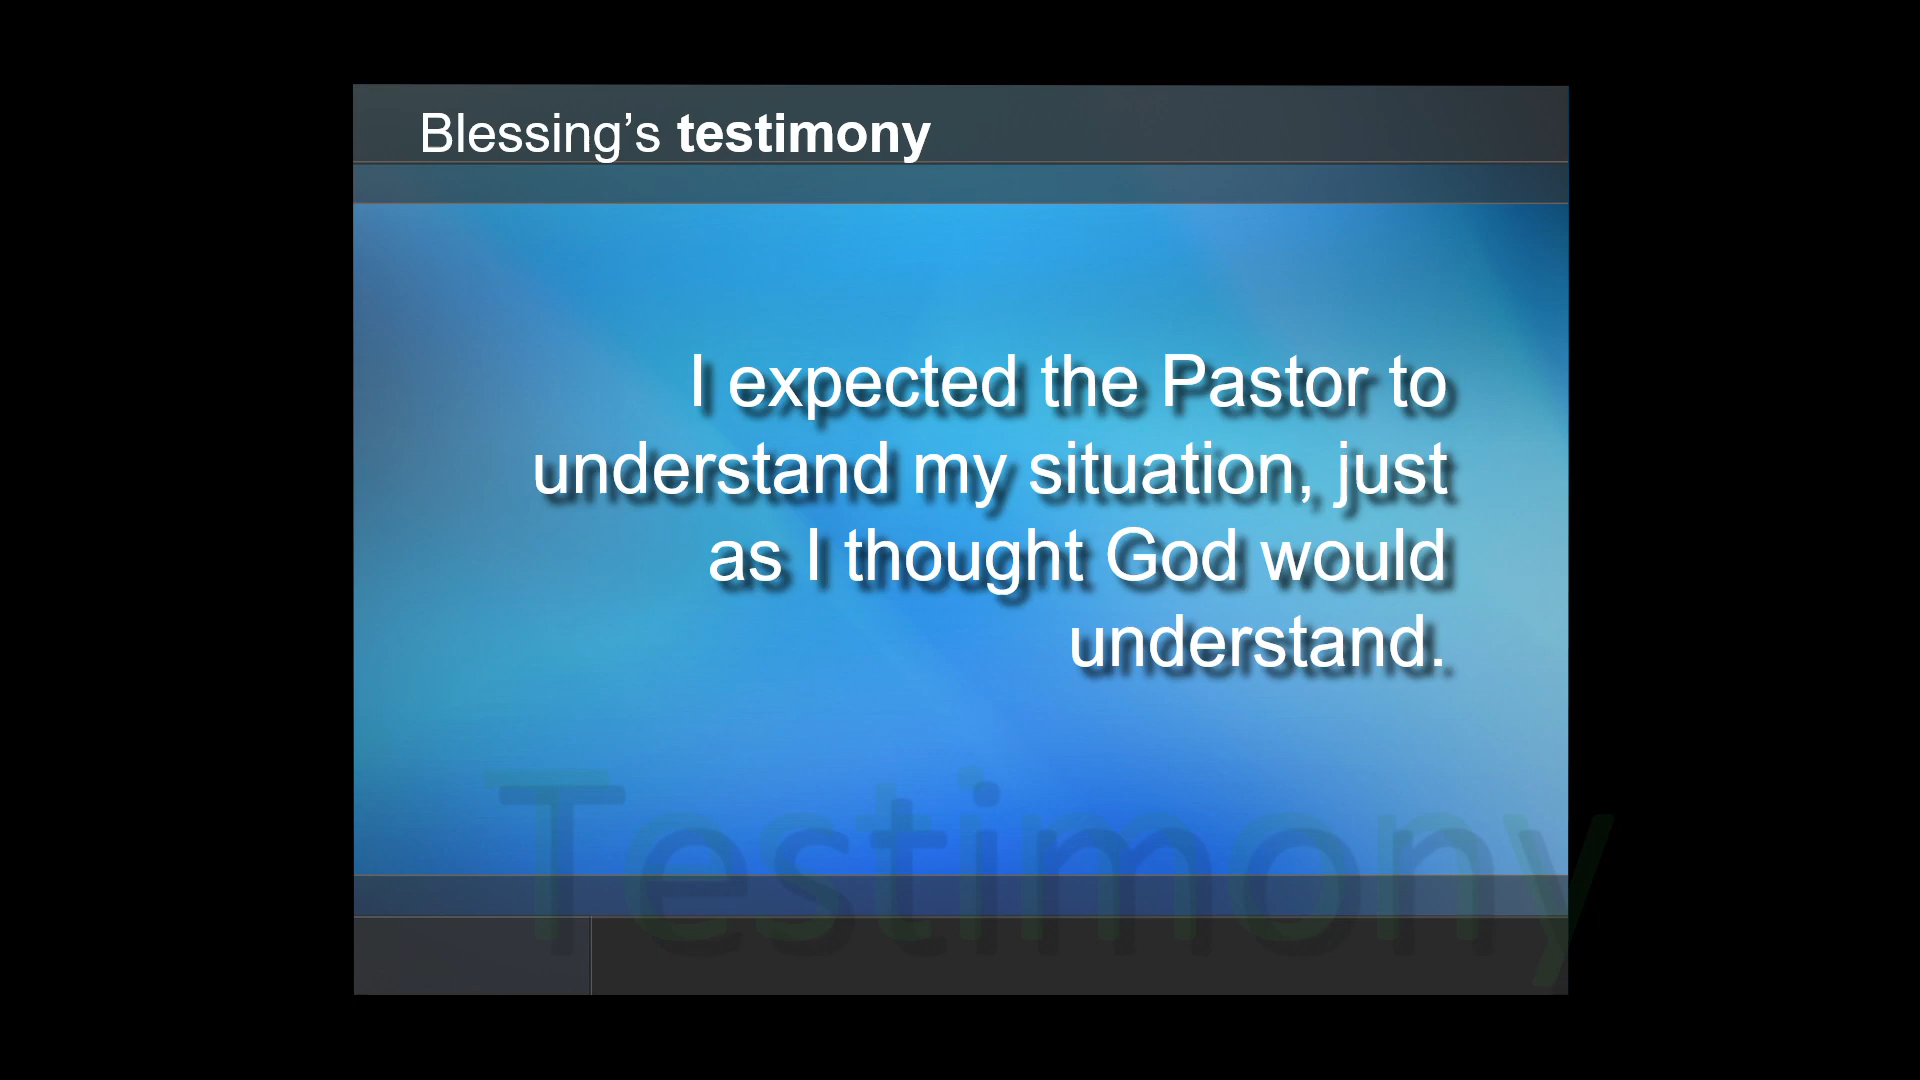 Blessing’s testimony
I expected the Pastor to
understand my situation, just
as I thought God would
understand.
Testimony